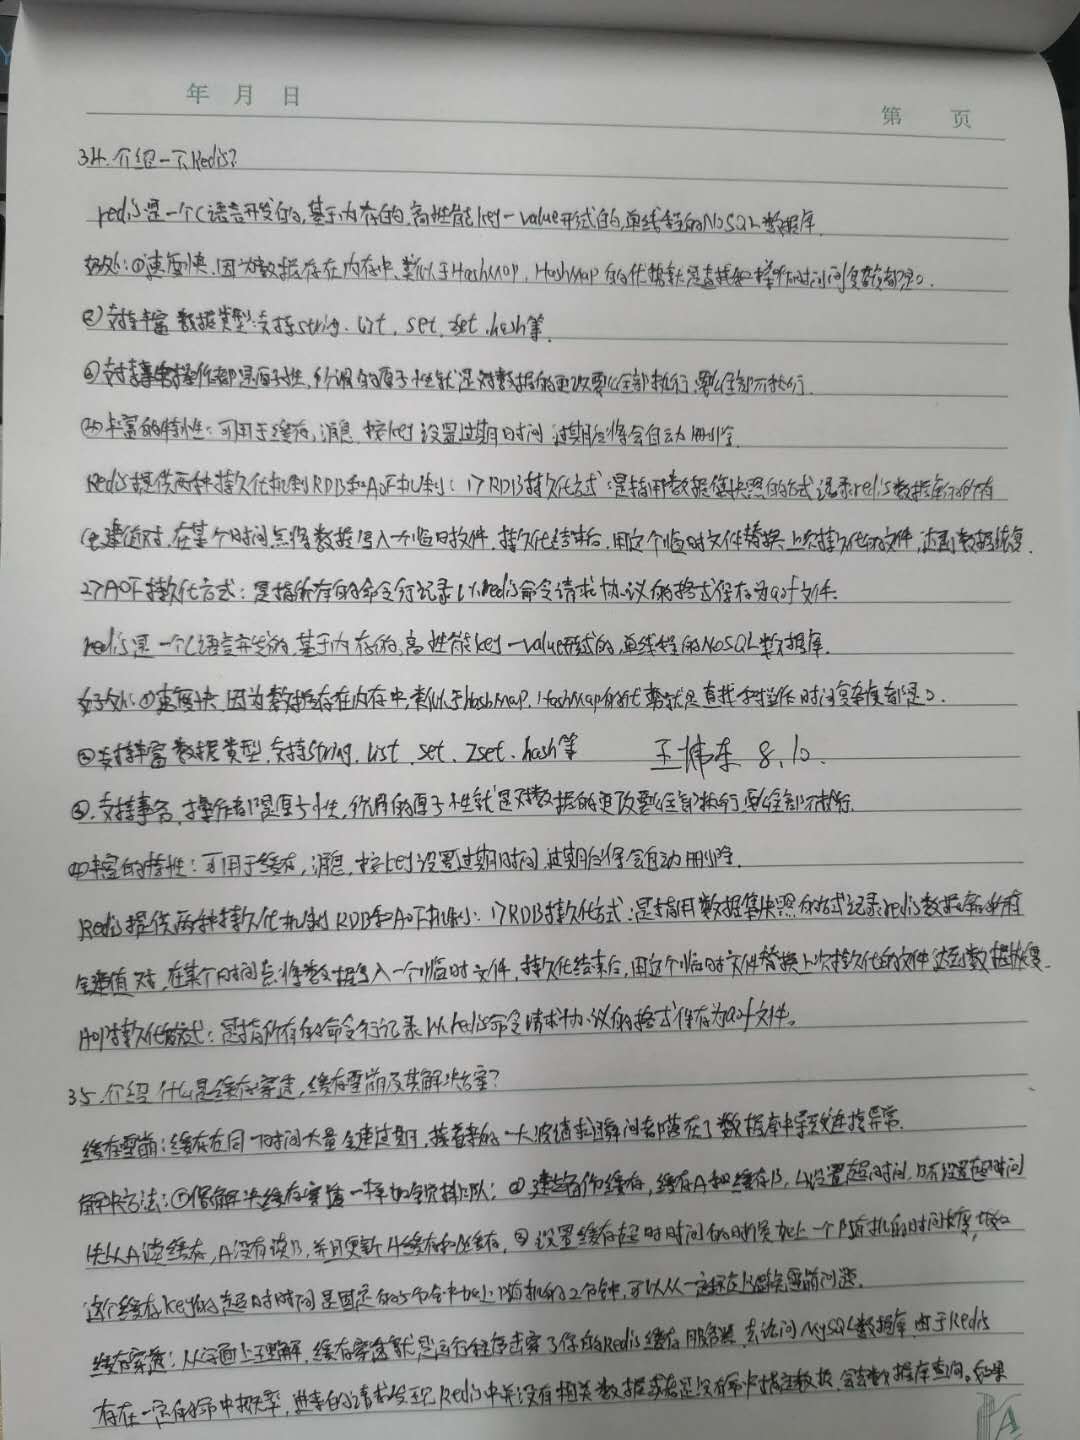 年 月 日
第 页
34.介绍一下Redis?
redis是一个C语言开发的,基于内存的,高性能key-value形式的,单线程的NoSQL数据库.
好处:①速度快,因为数据存在内存中,类似于HashMap,HashMap的优势就是查找和操作时间复杂度都是O.
②支持丰富数据类型:支持string、list、set、zset、hash等.
③支持事务操作都是原子性,所谓的原子性就是对数据的更改要么全部执行,要么全部不执行.
④丰富的特性:可用于缓存,消息,按key设置过期时间,过期后将会自动删除.
Redis提供两种持久化机制RDB和AOF机制:1>RDB持久化方式:是指用数据集快照的方式记录redis数据库的所有
键值对,在某个时间点将数据写入一个临时文件,持久化结束后,用这个临时文件替换上次持久化的文件,达到数据恢复.
2>AOF持久化方式:是指所有的命令行记录以redis命令请求协议的格式保存为aof文件.
redis是一个C语言开发的,基于内存的,高性能key-value形式的,单线程的NoSQL数据库.
好处:①速度快,因为数据存在内存中,类似于HashMap,HashMap的优势就是查找和操作时间复杂度都是O.
②支持丰富数据类型,支持string、list、set、zset、hash等 王炜东 8.10.
③.支持事务,操作都是原子性,所谓的原子性就是对数据的更改要么全部执行,要么全部不执行.
④丰富的特性:可用于缓存,消息,按key设置过期时间,过期后将会自动删除.
Redis提供两种持久化机制RDB和AOF机制:1>RDB持久化方式:是指用数据集快照的方式记录redis数据库的所有
键值对,在某个时间点将数据写入一个临时文件,持久化结束后,用这个临时文件替换上次持久化的文件,达到数据恢复.
AOF持久化方式:是指所有的命令行记录以redis命令请求协议的格式保存为aof文件。
35.介绍什么是缓存穿透,缓存雪崩及其解决方案?
缓存雪崩:缓存在同一时间大量键过期,接着来的一大波请求瞬间都落在了数据库中导致连接异常.
解决方法:①像解决缓存穿透一样加锁排队;②建立备份缓存,缓存A和缓存B,A设置超时时间,B不设置超时时间
先从A读缓存,A没有读B,并且更新A缓存和B缓存,③设置缓存超时时间的时候加上一个随机的时间长度,比如
这个缓存key的超时时间是固定的5分钟加上随机的2分钟,可以从一定程度上避免雪崩问题.
缓存穿透:从字面上理解,缓存穿透就是运行程序击穿了你的Redis缓存服务器,去访问MySQL数据库,由于Redis
存在一定的命中概率,进来的请求发现Redis中并没有相关数据或者是没有命中指定数据,会去数据库查询。如果